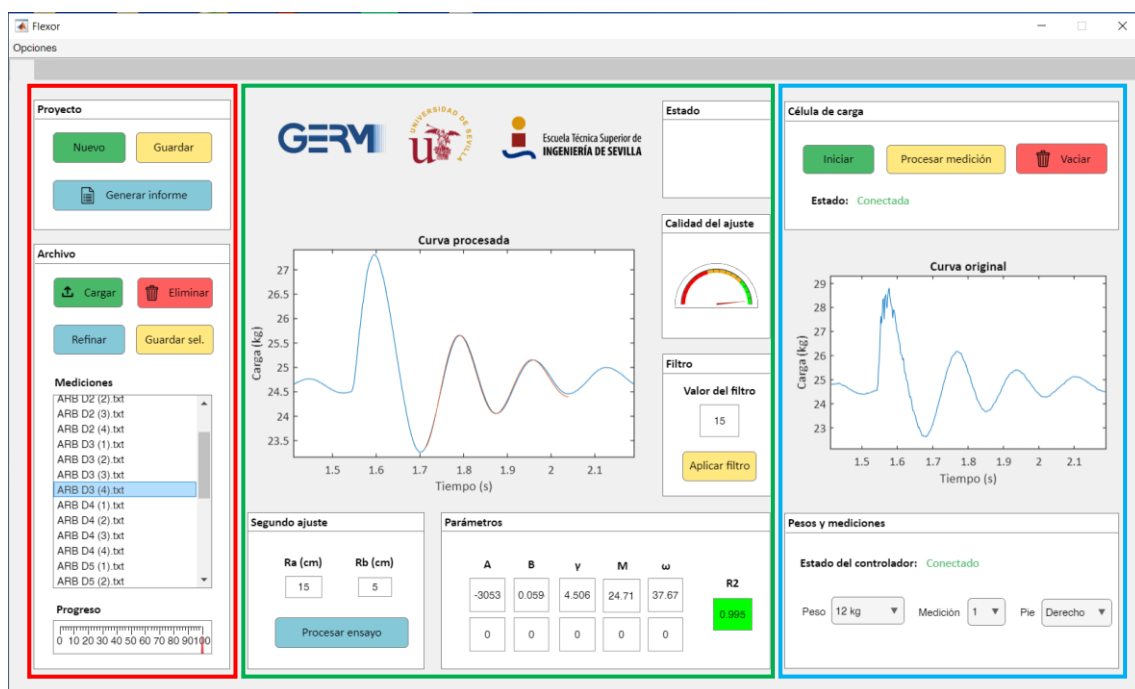 Flexor
Opciones
Proyecto
Nuevo
Guardar
Generar informe
Archivo
Cargar
Eliminar
Refinar
Guardar sel.
Mediciones
ARB D2 (2).txt
ARB D2 (3).txt
ARB D2 (4).txt
ARB D3 (1).txt
ARB D3 (2).txt
ARB D3 (3).txt
ARB D3 (4).txt
ARB D4 (1).txt
ARB D4 (2).txt
ARB D4 (3).txt
ARB D4 (4).txt
ARB D5 (1).txt
ARB D5 (2).txt
Progreso
0 10 20 30 40 50 60 70 80 90100
GERM
UNIVERSIDAD DE SEVILLA
Escuela Técnica Superior de
INGENIERÍA DE SEVILLA
Estado
Calidad del ajuste
Curva procesada
27
26.5
26
25.5
25
24.5
24
23.5
Carga (kg)
1.5 1.6 1.7 1.8 1.9 2 2.1
Tiempo (s)
Filtro
Valor del filtro
15
Aplicar filtro
Segundo ajuste
Ra (cm) Rb (cm)
15 5
Procesar ensayo
Parámetros
A B γ M ω
-3053 0.059 4.506 24.71 37.67
0 0 0 0 0
R2
0.995
Célula de carga
Iniciar
Procesar medición
Vaciar
Estado: Conectada
Curva original
29
28
27
26
25
24
23
Carga (kg)
1.5 1.6 1.7 1.8 1.9 2 2.1
Tiempo (s)
Pesos y mediciones
Estado del controlador: Conectado
Peso 12 kg Medición 1 Pie Derecho